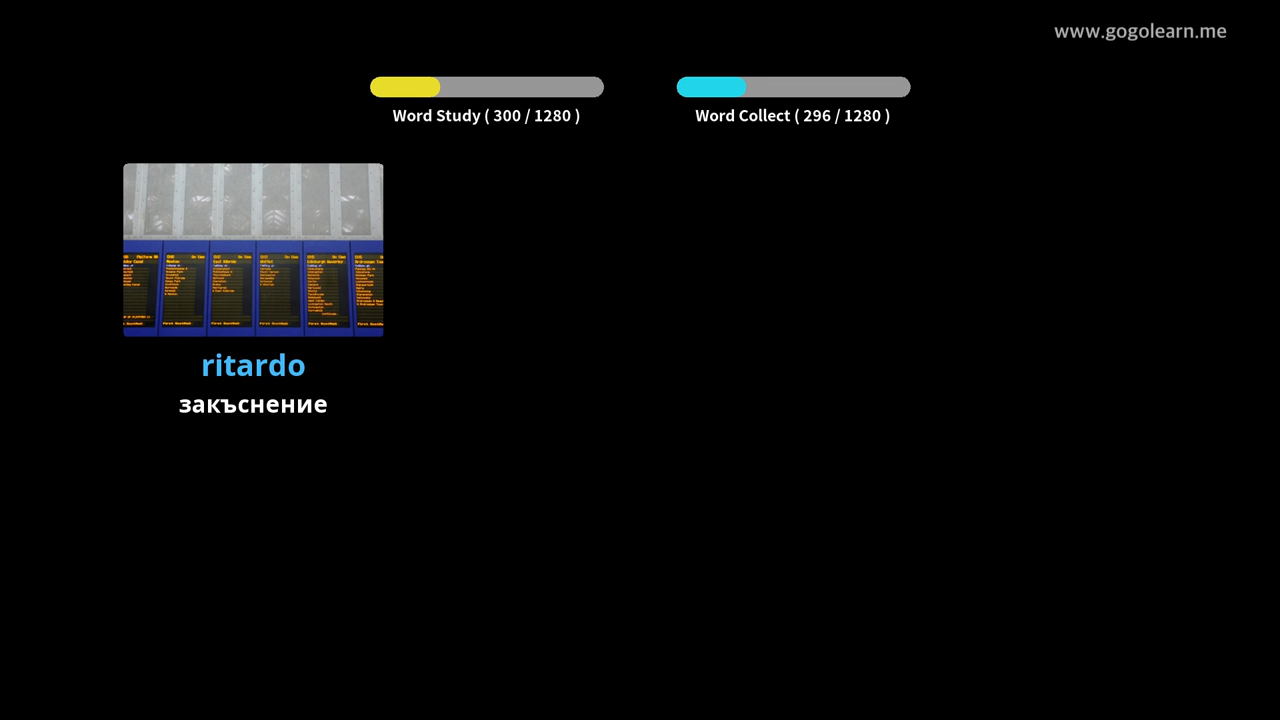 www.gogolearn.me
Word Study ( 300 / 1280 )
Word Collect ( 296 / 1280 )
ritardo
закъснение